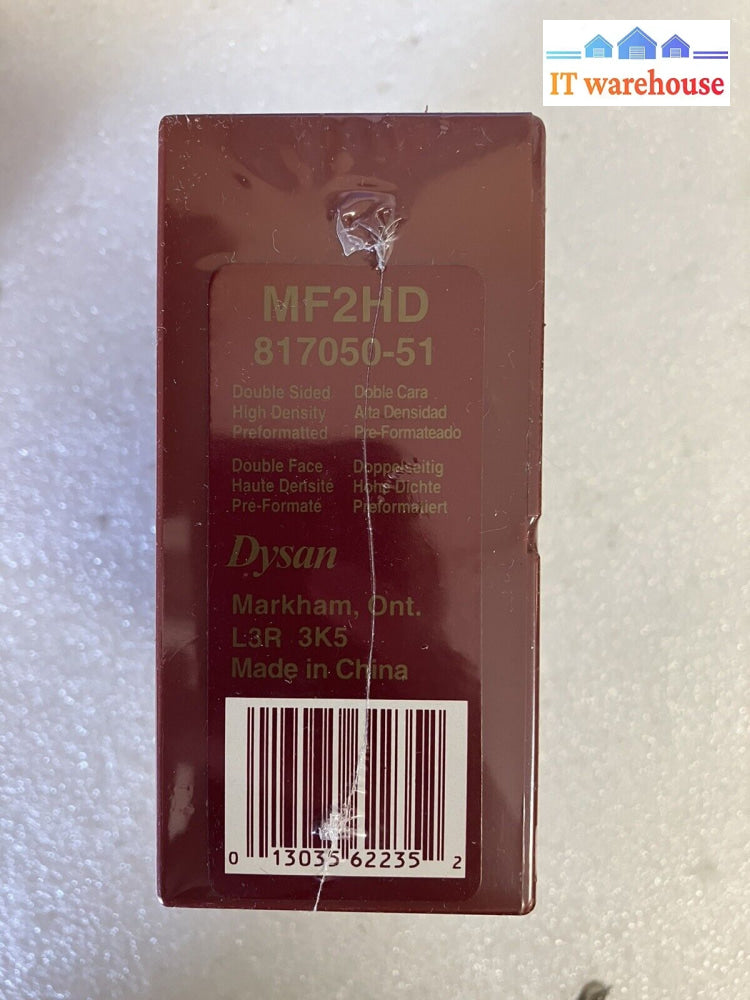 IT warehouse
MF2HD
817050-51
Double Sided
High Density
Preformatted
Doble Cara
Alta Densidad
Pre-Formateado
Double Face
Haute Densité
Pré-Formaté
Doppelseitig
Hohe Dichte
Preformatiert
Dysan
Markham, Ont.
L3R 3K5
Made in China
0 13035 62235 2